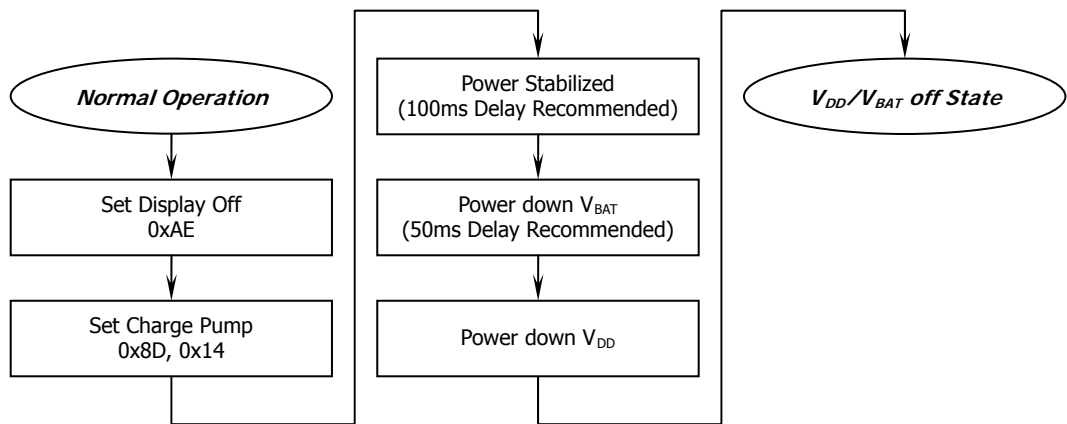 Normal Operation
Set Display Off
0xAE
Set Charge Pump
0x8D, 0x14
Power Stabilized
(100ms Delay Recommended)
Power down VBAT
(50ms Delay Recommended)
Power down VDD
VDD/VBAT off State